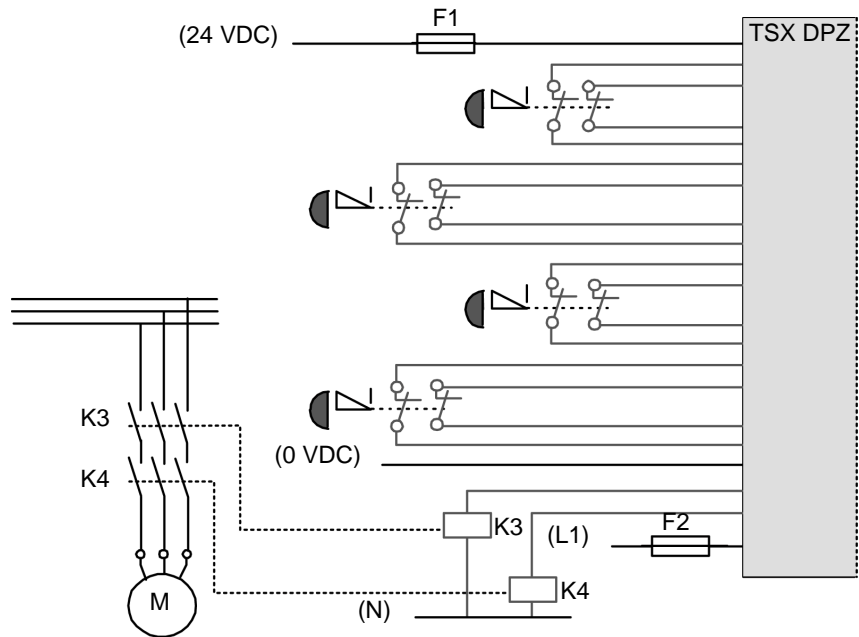 F1
(24 VDC)
TSX DPZ
K3
(0 VDC)
K4
K3
(L1)
F2
K4
M
(N)